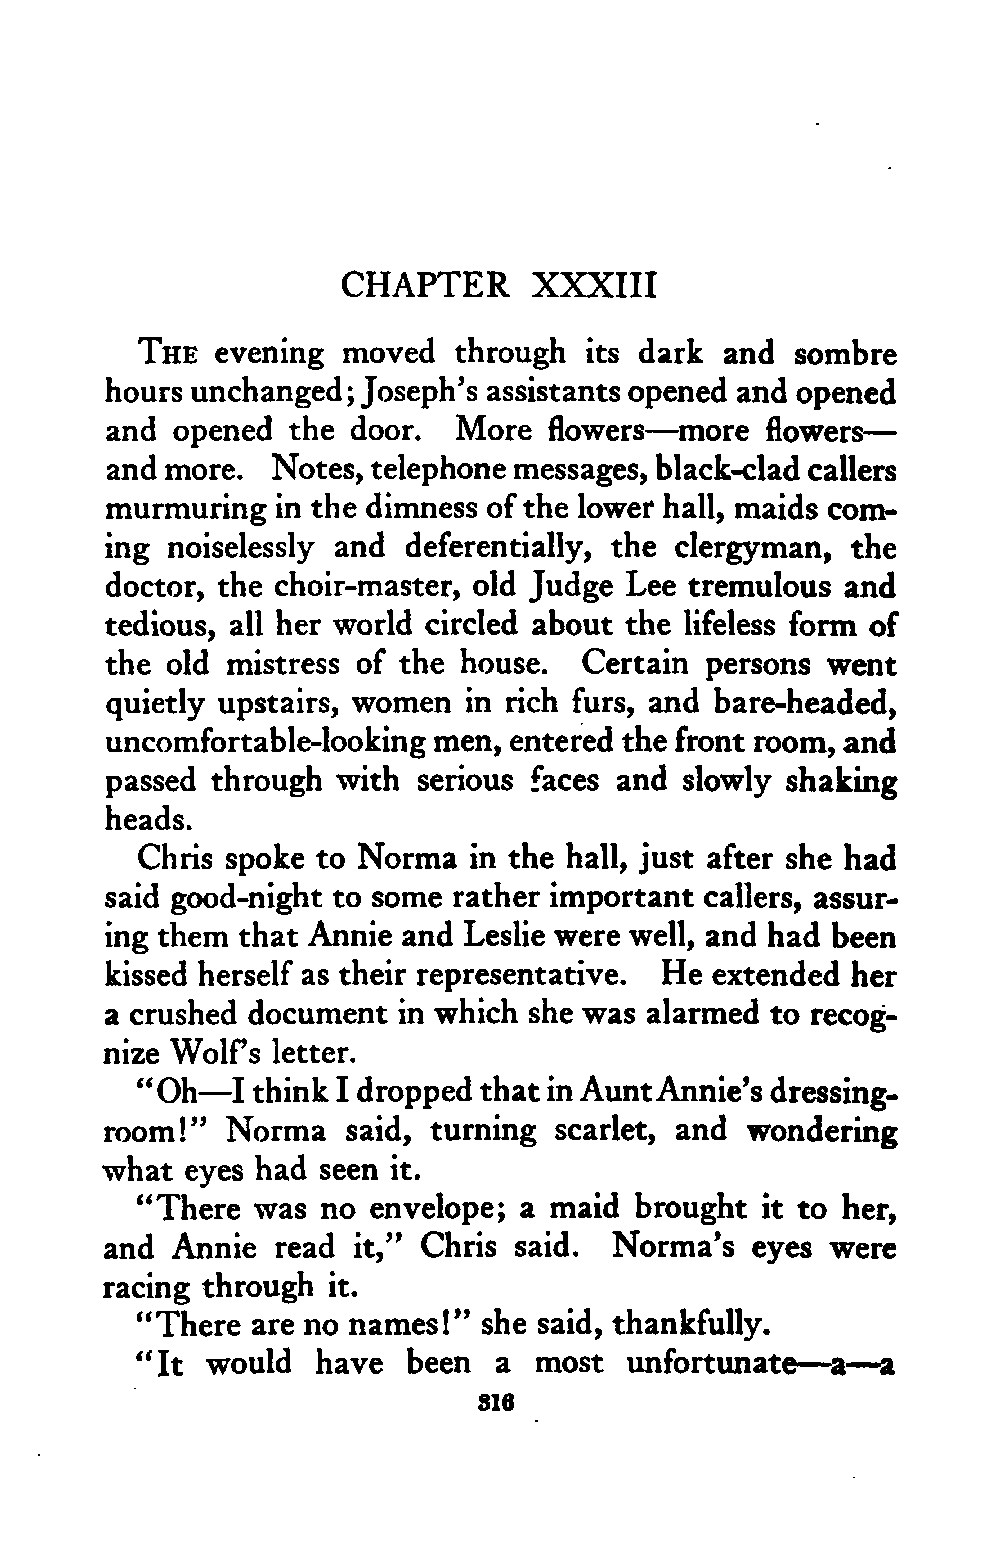 CHAPTER XXXIII
THE evening moved through its dark and sombre
hours unchanged; Joseph's assistants opened and opened
and opened the door. More flowers—more flowers—
and more. Notes, telephone messages, black-clad callers
murmuring in the dimness of the lower hall, maids com-
ing noiselessly and deferentially, the clergyman, the
doctor, the choir-master, old Judge Lee tremulous and
tedious, all her world circled about the lifeless form of
the old mistress of the house. Certain persons went
quietly upstairs, women in rich furs, and bare-headed,
uncomfortable-looking men, entered the front room, and
passed through with serious faces and slowly shaking
heads.
Chris spoke to Norma in the hall, just after she had
said good-night to some rather important callers, assur-
ing them that Annie and Leslie were well, and had been
kissed herself as their representative. He extended her
a crushed document in which she was alarmed to recog-
nize Wolf's letter.
"Oh—I think I dropped that in Aunt Annie's dressing-
room!" Norma said, turning scarlet, and wondering
what eyes had seen it.
"There was no envelope; a maid brought it to her,
and Annie read it," Chris said. Norma's eyes were
racing through it.
"There are no names!" she said, thankfully.
"It would have been a most unfortunate—a—a
316